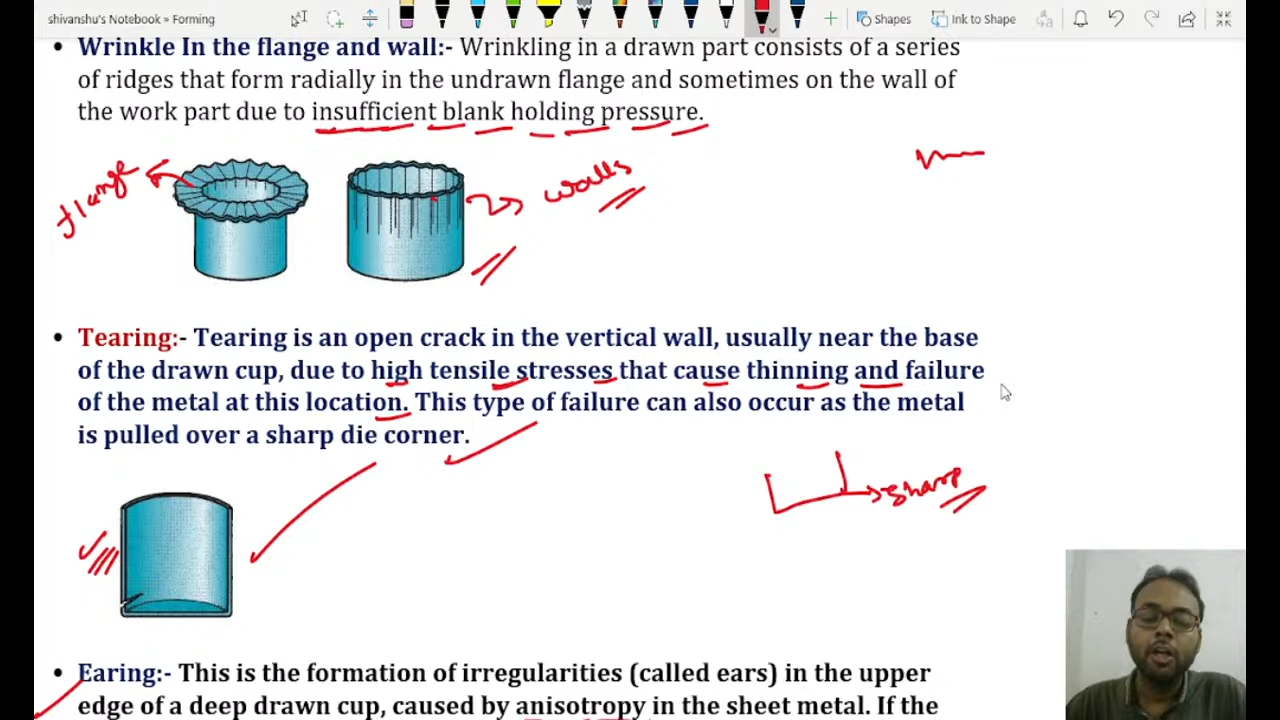 shivanshu's Notebook » Forming
Shapes
Ink to Shape
• Wrinkle In the flange and wall:- Wrinkling in a drawn part consists of a series
of ridges that form radially in the undrawn flange and sometimes on the wall of
the work part due to insufficient blank holding pressure.
flange
walls
• Tearing:- Tearing is an open crack in the vertical wall, usually near the base
of the drawn cup, due to high tensile stresses that cause thinning and failure
of the metal at this location. This type of failure can also occur as the metal
is pulled over a sharp die corner.
sharp
• Earing:- This is the formation of irregularities (called ears) in the upper
edge of a deep drawn cup, caused by anisotropy in the sheet metal. If the